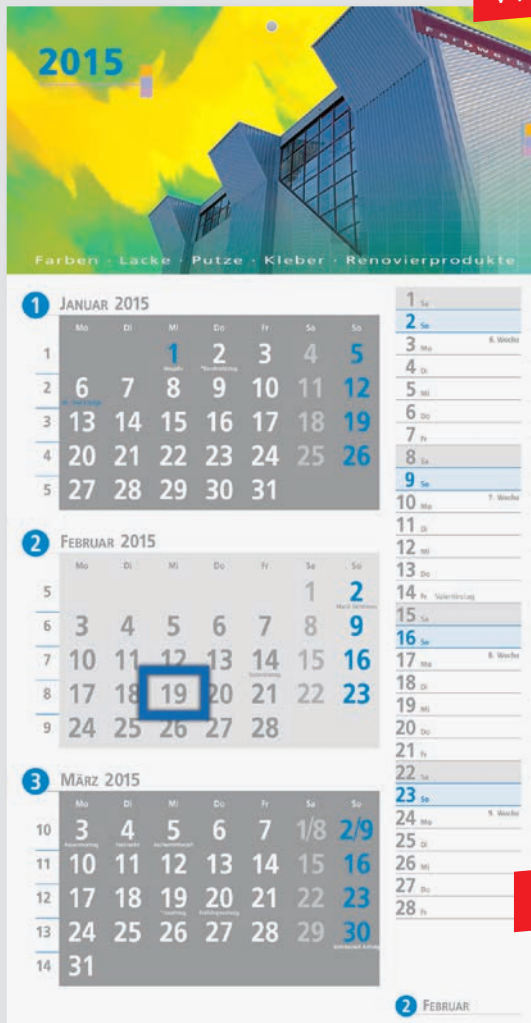 2015
Farbwer
Farben · Lacke · Putze · Kleber · Renovierprodukte
1 JANUAR 2015
Mo Di Mi Do Fr Sa So
1 1 2 3 4 5
Neujahr
2 6 7 8 9 10 11 12
3 13 14 15 16 17 18 19
4 20 21 22 23 24 25 26
5 27 28 29 30 31
2 FEBRUAR 2015
Mo Di Mi Do Fr Sa So
5 1 2
6 3 4 5 6 7 8 9
7 10 11 12 13 14 15 16
Valentinstag
8 17 18 19 20 21 22 23
9 24 25 26 27 28
3 MÄRZ 2015
Mo Di Mi Do Fr Sa So
10 3 4 5 6 7 1/8 2/9
Rosenmontag Fastnacht Aschermittwoch
11 10 11 12 13 14 15 16
12 17 18 19 20 21 22 23
Frühlingsanfang
13 24 25 26 27 28 29 30
14 31
1 Sa
2 So
3 Mo 6. Woche
4 Di
5 Mi
6 Do
7 Fr
8 Sa
9 So
10 Mo 7. Woche
11 Di
12 Mi
13 Do
14 Fr Valentinstag
15 Sa
16 So
17 Mo 8. Woche
18 Di
19 Mi
20 Do
21 Fr
22 Sa
23 So
24 Mo 9. Woche
25 Di
26 Mi
27 Do
28 Fr
2 FEBRUAR